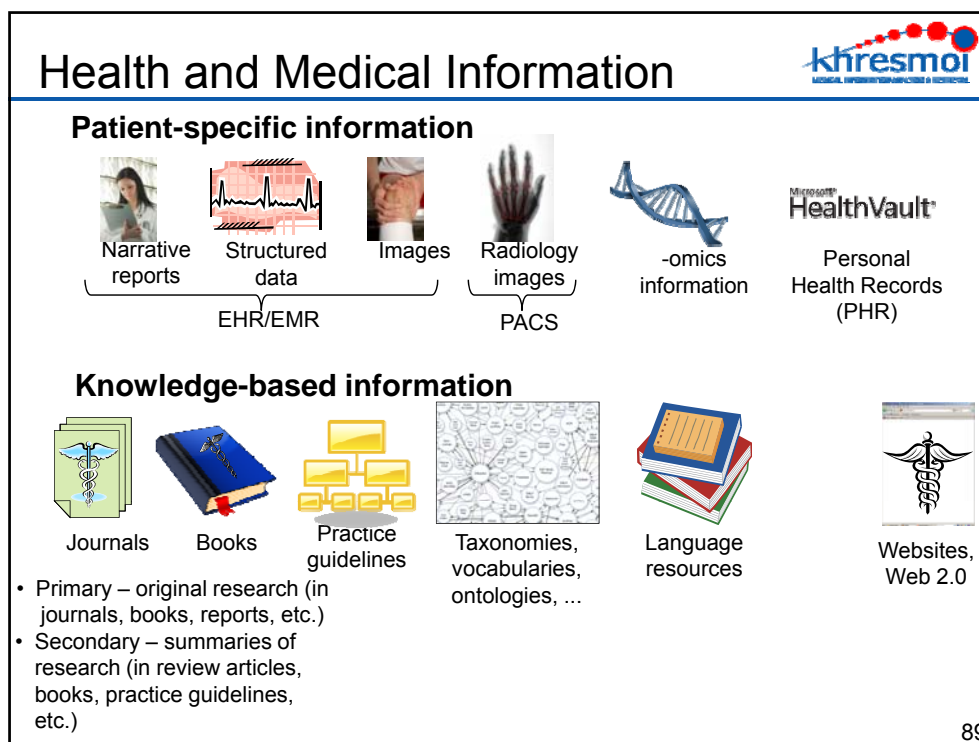 Health and Medical Information
khresmoi
Patient-specific information
Narrative
reports
Structured
data
Images
Radiology
images
-omics
information
Microsoft®
HealthVault®
Personal
Health Records
(PHR)
EHR/EMR
PACS
Knowledge-based information
Journals
Books
Practice
guidelines
Taxonomies,
vocabularies,
ontologies, ...
Language
resources
Websites,
Web 2.0
• Primary – original research (in
journals, books, reports, etc.)
• Secondary – summaries of
research (in review articles,
books, practice guidelines,
etc.)
89